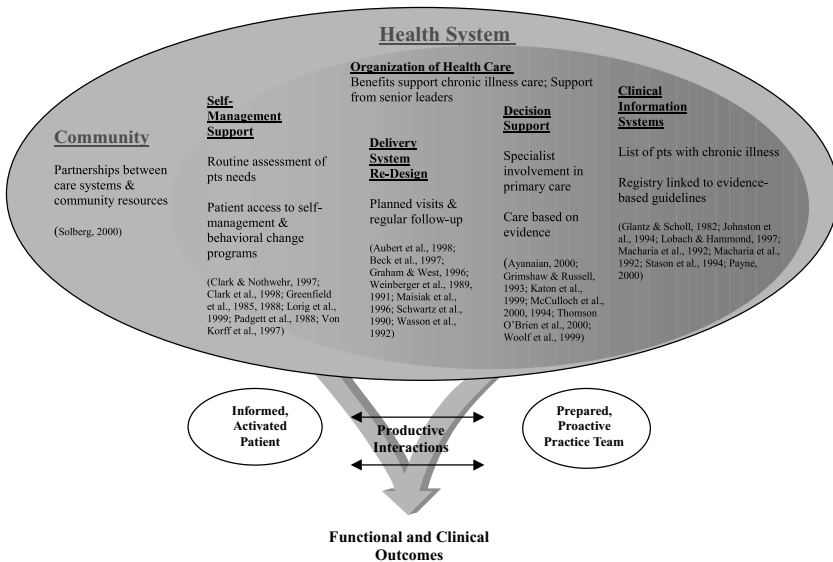 Health System
Organization of Health Care
Benefits support chronic illness care; Support
from senior leaders
Community
Partnerships between
care systems &
community resources
(Solberg, 2000)
Self-
Management
Support
Routine assessment of
pts needs
Patient access to self-
management &
behavioral change
programs
(Clark & Nothwehr, 1997;
Clark et al., 1998; Greenfield
et al., 1985, 1988; Lorig et al.,
1999; Padgett et al., 1988; Von
Korff et al., 1997)
Delivery
System
Re-Design
Planned visits &
regular follow-up
(Aubert et al., 1998;
Beck et al., 1997;
Graham & West, 1996;
Weinberger et al., 1989,
1991; Maisiak et al.,
1996; Schwartz et al.,
1990; Wasson et al.,
1992)
Decision
Support
Specialist
involvement in
primary care
Care based on
evidence
(Ayanaian, 2000;
Grimshaw & Russell,
1993; Katon et al.,
1999; McCulloch et al.,
2000, 1994; Thomson
O'Brien et al., 2000;
Woolf et al., 1999)
Clinical
Information
Systems
List of pts with chronic illness
Registry linked to evidence-
based guidelines
(Glantz & Scholl, 1982; Johnston et
al., 1994; Lobach & Hammond, 1997;
Macharia et al., 1992; Macharia et al.,
1992; Stason et al., 1994; Payne,
2000)
Informed,
Activated
Patient
Productive
Interactions
Prepared,
Proactive
Practice Team
Functional and Clinical
Outcomes